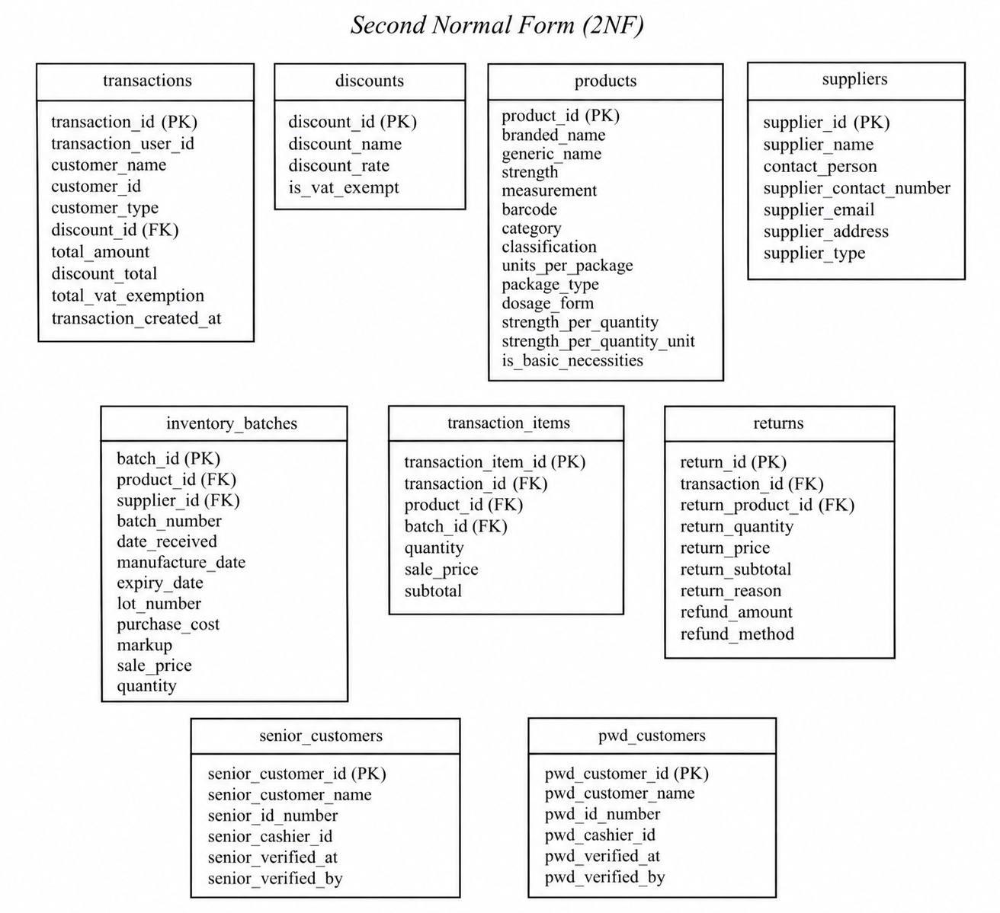 Second Normal Form (2NF)
transactions
transaction_id (PK)
transaction_user_id
customer_name
customer_id
customer_type
discount_id (FK)
total_amount
discount_total
total_vat_exemption
transaction_created_at
discounts
discount_id (PK)
discount_name
discount_rate
is_vat_exempt
products
product_id (PK)
branded_name
generic_name
strength
measurement
barcode
category
classification
units_per_package
package_type
dosage_form
strength_per_quantity
strength_per_quantity_unit
is_basic_necessities
suppliers
supplier_id (PK)
supplier_name
contact_person
supplier_contact_number
supplier_email
supplier_address
supplier_type
inventory_batches
batch_id (PK)
product_id (FK)
supplier_id (FK)
batch_number
date_received
manufacture_date
expiry_date
lot_number
purchase_cost
markup
sale_price
quantity
transaction_items
transaction_item_id (PK)
transaction_id (FK)
product_id (FK)
batch_id (FK)
quantity
sale_price
subtotal
returns
return_id (PK)
transaction_id (FK)
return_product_id (FK)
return_quantity
return_price
return_subtotal
return_reason
refund_amount
refund_method
senior_customers
senior_customer_id (PK)
senior_customer_name
senior_id_number
senior_cashier_id
senior_verified_at
senior_verified_by
pwd_customers
pwd_customer_id (PK)
pwd_customer_name
pwd_id_number
pwd_cashier_id
pwd_verified_at
pwd_verified_by